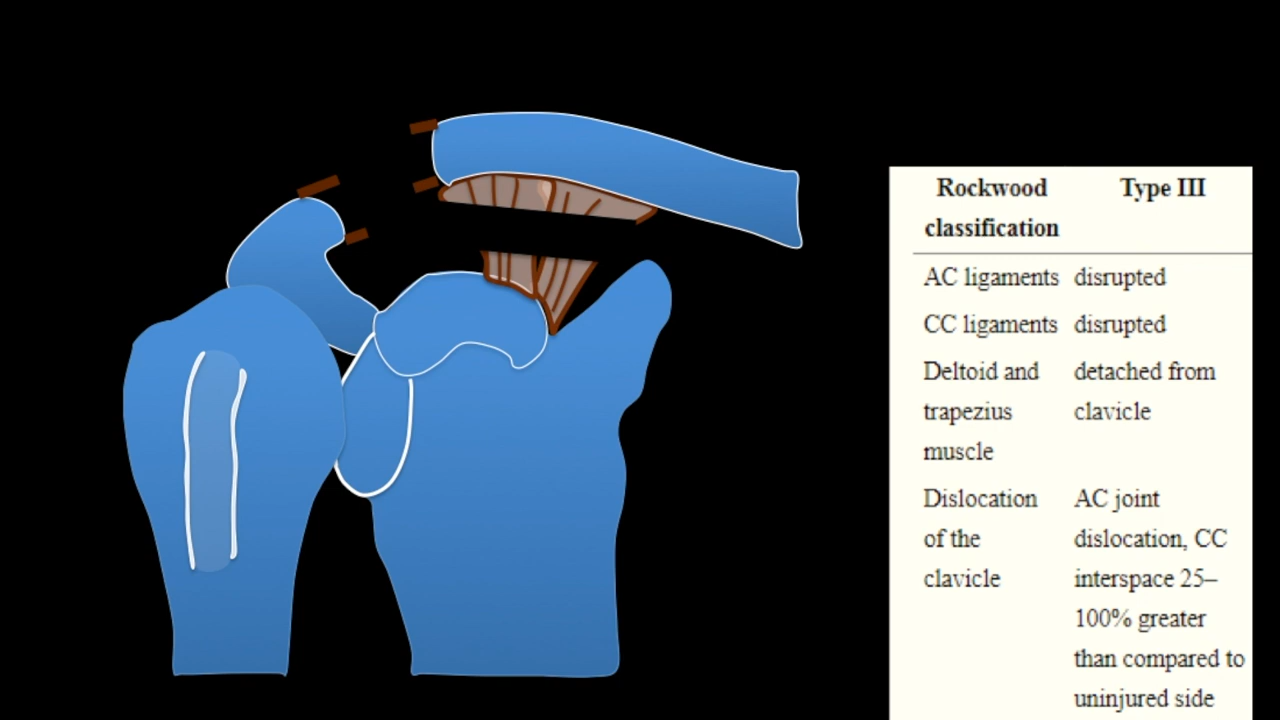 Rockwood Type III
classification
AC ligaments disrupted
CC ligaments disrupted
Deltoid and detached from
trapezius clavicle
muscle
Dislocation AC joint
of the dislocation, CC
clavicle interspace 25–
100% greater
than compared to
uninjured side